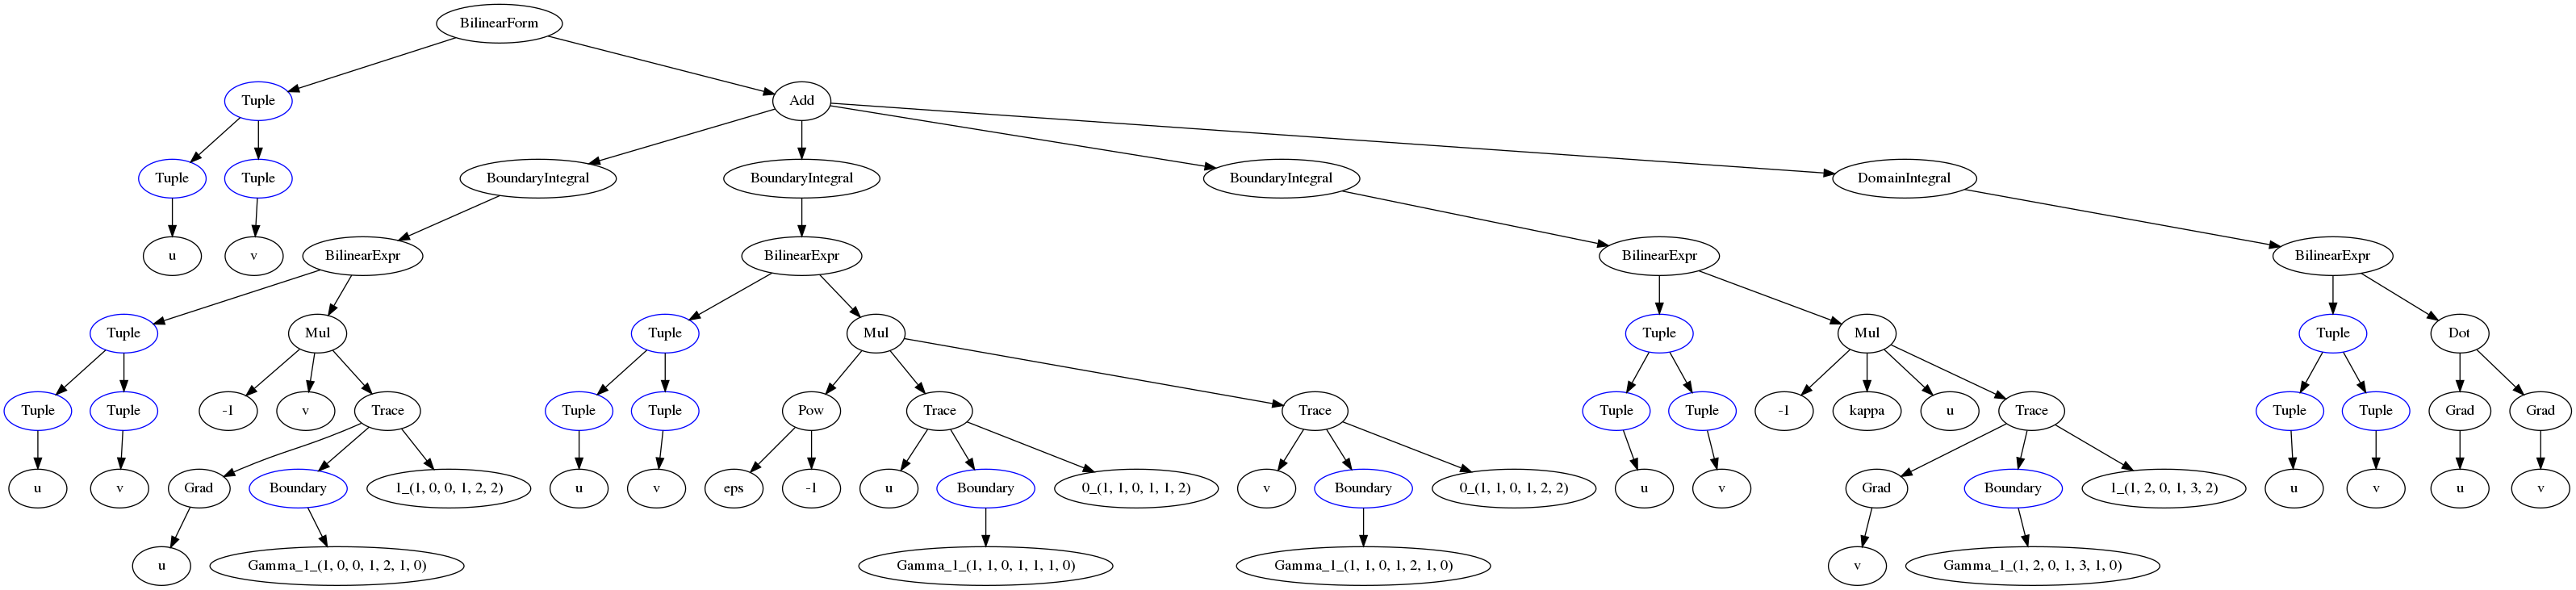 BilinearForm
Tuple
Add
Tuple
Tuple
BoundaryIntegral
BoundaryIntegral
BoundaryIntegral
DomainIntegral
u
v
BilinearExpr
BilinearExpr
BilinearExpr
BilinearExpr
Tuple
Mul
Tuple
Mul
Tuple
Mul
Tuple
Dot
Tuple
Tuple
-1
v
Trace
Tuple
Tuple
Pow
Trace
Trace
Tuple
Tuple
-1
kappa
u
Trace
Tuple
Tuple
Grad
Grad
u
v
Grad
Boundary
1_(1, 0, 0, 1, 2, 2)
u
v
eps
-1
u
Boundary
0_(1, 1, 0, 1, 1, 2)
v
Boundary
0_(1, 1, 0, 1, 2, 2)
u
v
Grad
Boundary
1_(1, 2, 0, 1, 3, 2)
u
v
u
v
u
Gamma_1_(1, 0, 0, 1, 2, 1, 0)
Gamma_1_(1, 1, 0, 1, 1, 1, 0)
Gamma_1_(1, 1, 0, 1, 2, 1, 0)
v
Gamma_1_(1, 2, 0, 1, 3, 1, 0)